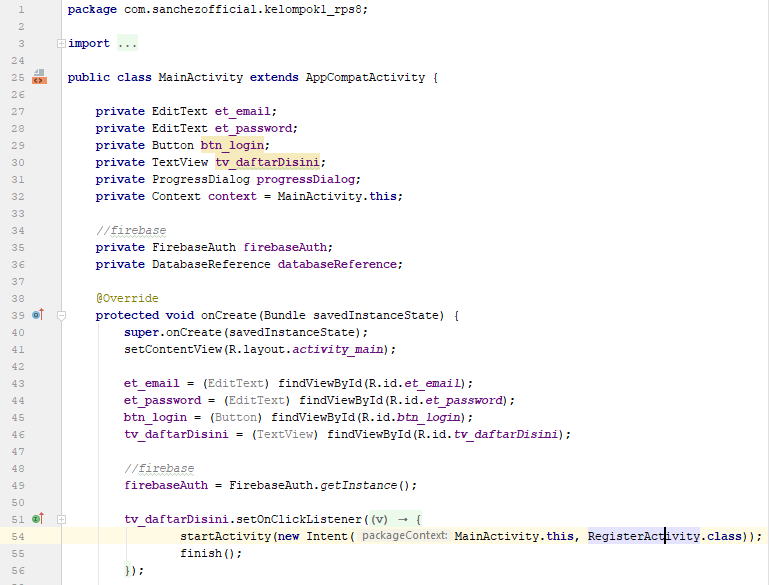 1 package com.sanchezofficial.kelompok1_rps8;
2
3 import ...
24
25 public class MainActivity extends AppCompatActivity {
26
27 private EditText et_email;
28 private EditText et_password;
29 private Button btn_login;
30 private TextView tv_daftarDisini;
31 private ProgressDialog progressDialog;
32 private Context context = MainActivity.this;
33
34 //firebase
35 private FirebaseAuth firebaseAuth;
36 private DatabaseReference databaseReference;
37
38 @Override
39 protected void onCreate(Bundle savedInstanceState) {
40 super.onCreate(savedInstanceState);
41 setContentView(R.layout.activity_main);
42
43 et_email = (EditText) findViewById(R.id.et_email);
44 et_password = (EditText) findViewById(R.id.et_password);
45 btn_login = (Button) findViewById(R.id.btn_login);
46 tv_daftarDisini = (TextView) findViewById(R.id.tv_daftarDisini);
47
48 //firebase
49 firebaseAuth = FirebaseAuth.getInstance();
50
51 tv_daftarDisini.setOnClickListener((v) → {
54 startActivity(new Intent( packageContext: MainActivity.this, RegisterActivity.class));
55 finish();
56 });